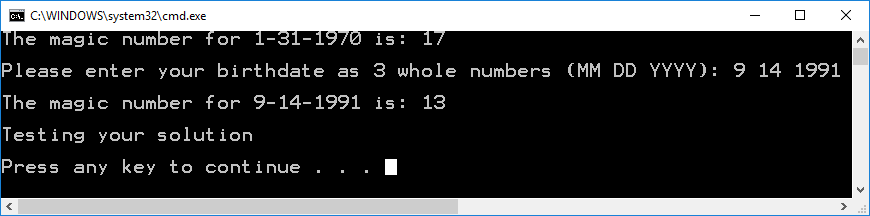 C:\WINDOWS\system32\cmd.exe
The magic number for 1-31-1970 is: 17
Please enter your birthdate as 3 whole numbers (MM DD YYYY): 9 14 1991
The magic number for 9-14-1991 is: 13
Testing your solution
Press any key to continue . . .